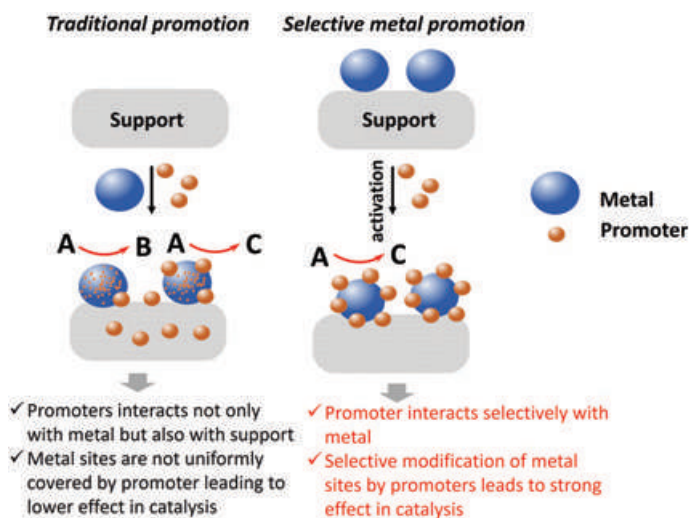 Traditional promotion
Selective metal promotion
Support
Support
activation
Metal
Promoter
A
B
A
C
A
C
✓ Promoters interacts not only
with metal but also with support
✓ Metal sites are not uniformly
covered by promoter leading to
lower effect in catalysis
✓ Promoter interacts selectively with
metal
✓ Selective modification of metal
sites by promoters leads to strong
effect in catalysis